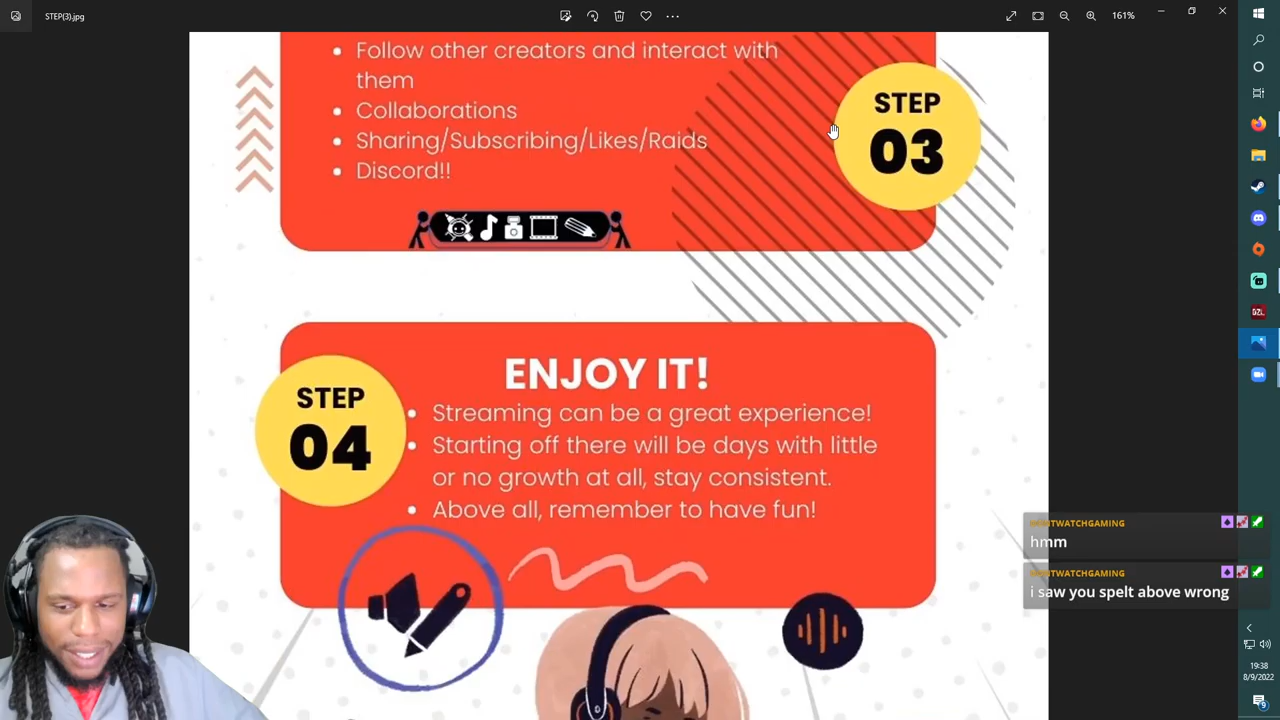 STEP(3).jpg
161%
Follow other creators and interact with
them
Collaborations
Sharing/Subscribing/Likes/Raids
Discord!!
STEP
03
ENJOY IT!
STEP
04
Streaming can be a great experience!
Starting off there will be days with little
or no growth at all, stay consistent.
Above all, remember to have fun!
hmm
i saw you spelt above wrong
19:38
8/9/2022